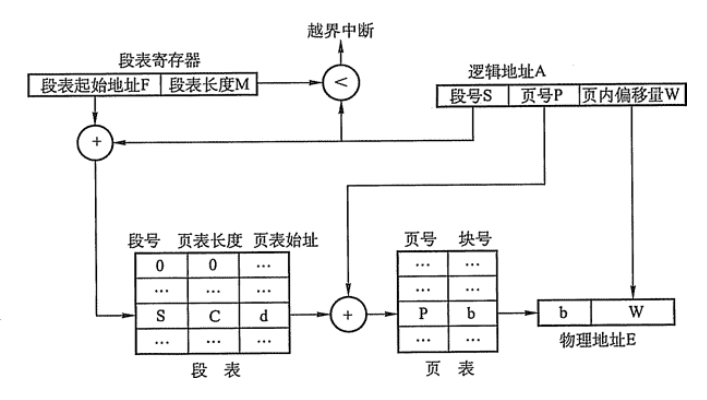 越界中断
段表寄存器
逻辑地址A
段表起始地址F 段表长度M
<
段号S 页号P 页内偏移量W
+
段号 页表长度 页表始址
页号 块号
0 0 …
… …
… … …
… …
S C d
+
P b
b W
… … …
… …
物理地址E
段 表
页 表